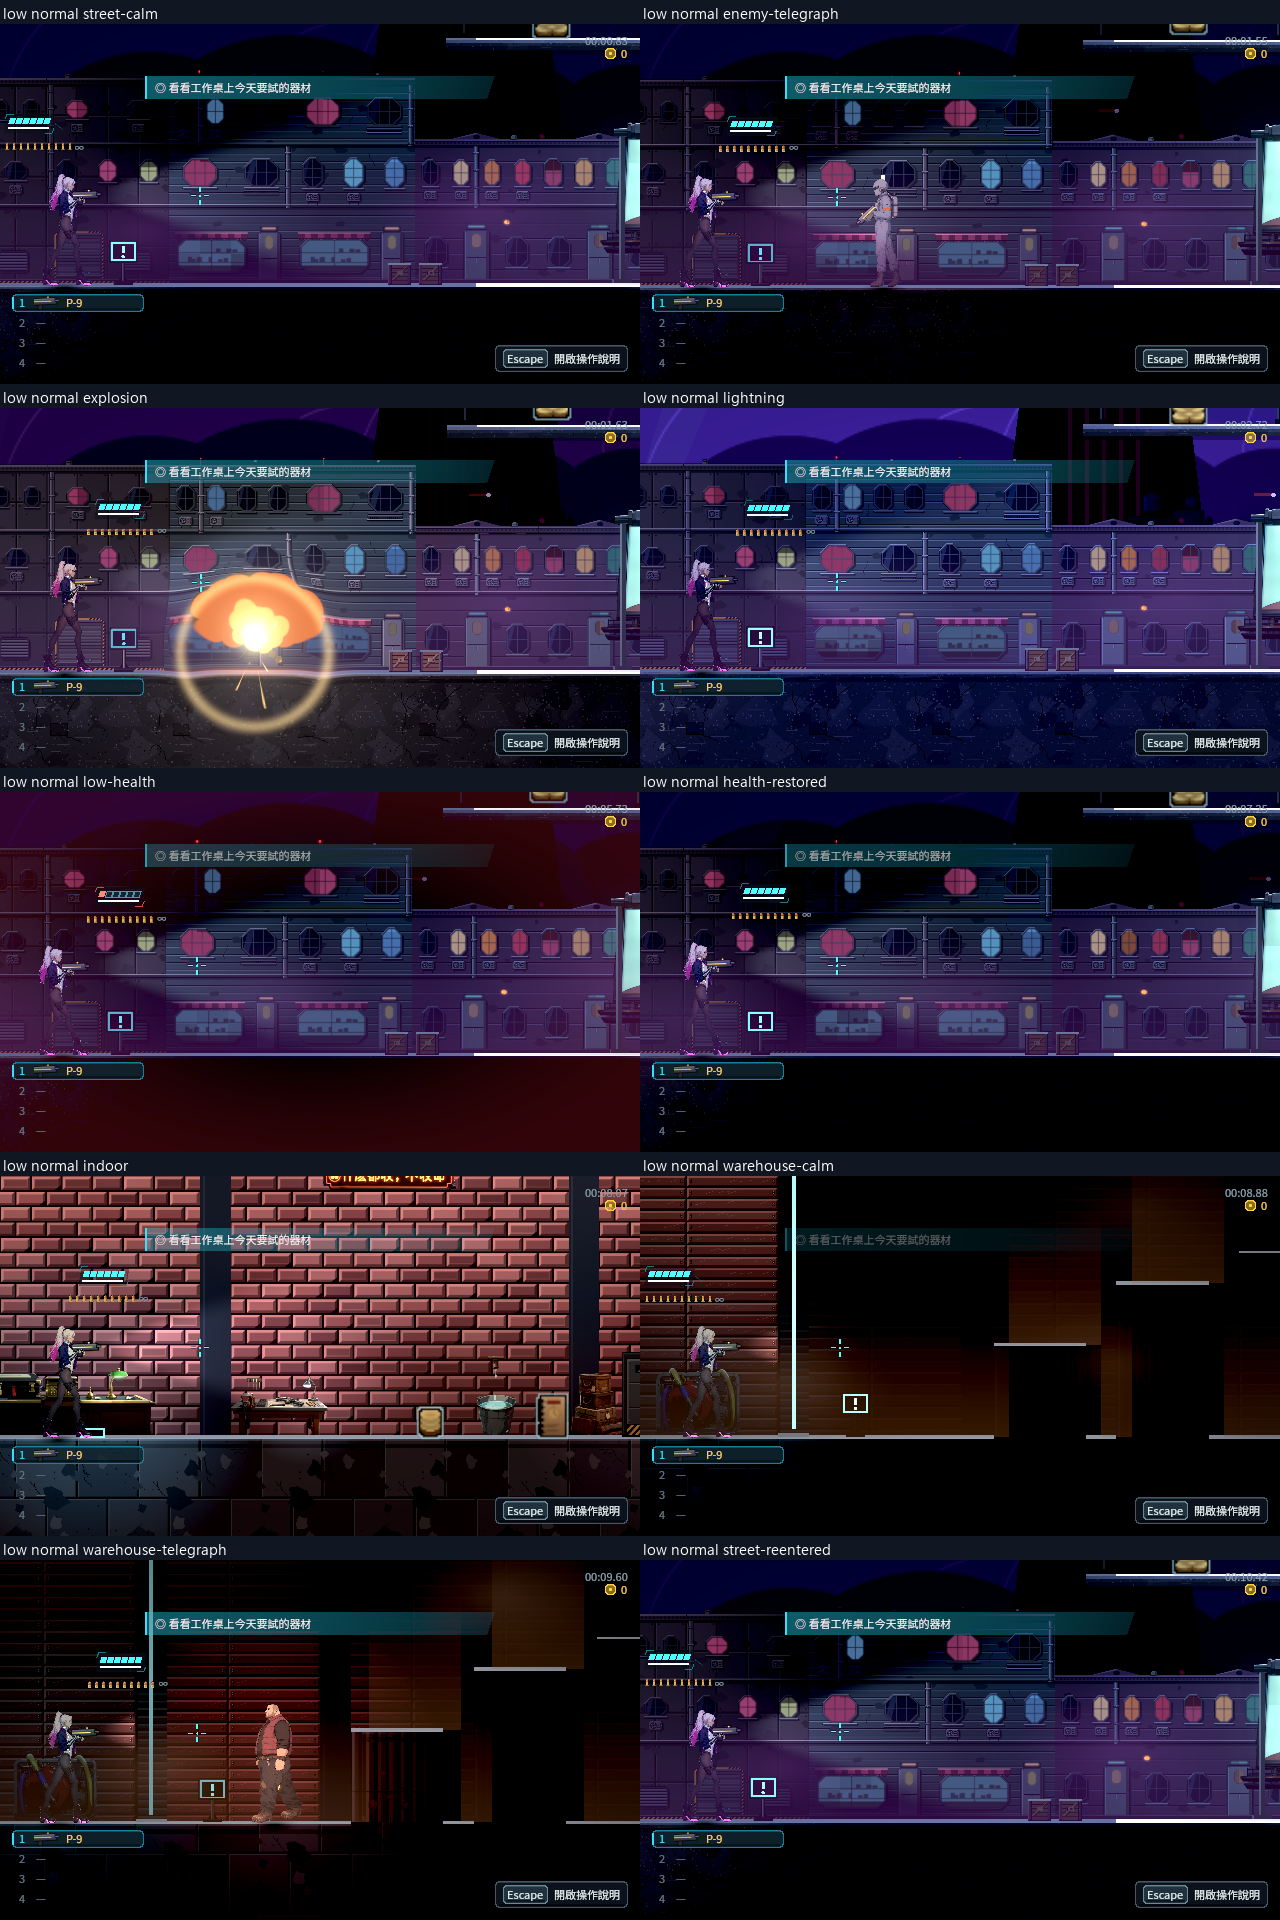 low normal street-calm
0
◎ 看看工作桌上今天要試的器材
1 P-9
2 —
3 —
4 —
Escape 開啟操作說明
low normal enemy-telegraph
0
◎ 看看工作桌上今天要試的器材
1 P-9
2 —
3 —
4 —
Escape 開啟操作說明
low normal explosion
0
◎ 看看工作桌上今天要試的器材
1 P-9
2 —
3 —
4 —
Escape 開啟操作說明
low normal lightning
0
◎ 看看工作桌上今天要試的器材
1 P-9
2 —
3 —
4 —
Escape 開啟操作說明
low normal low-health
0
◎ 看看工作桌上今天要試的器材
1 P-9
2 —
3 —
4 —
low normal health-restored
0
◎ 看看工作桌上今天要試的器材
1 P-9
2 —
3 —
4 —
low normal indoor
00:08.07
0
◎ 看看工作桌上今天要試的器材
1 P-9
2 —
3 —
4 —
Escape 開啟操作說明
low normal warehouse-calm
00:08.88
0
◎ 看看工作桌上今天要試的器材
1 P-9
2 —
3 —
4 —
Escape 開啟操作說明
low normal warehouse-telegraph
00:09.60
0
◎ 看看工作桌上今天要試的器材
1 P-9
2 —
3 —
4 —
Escape 開啟操作說明
low normal street-reentered
0
◎ 看看工作桌上今天要試的器材
1 P-9
2 —
3 —
4 —
Escape 開啟操作說明